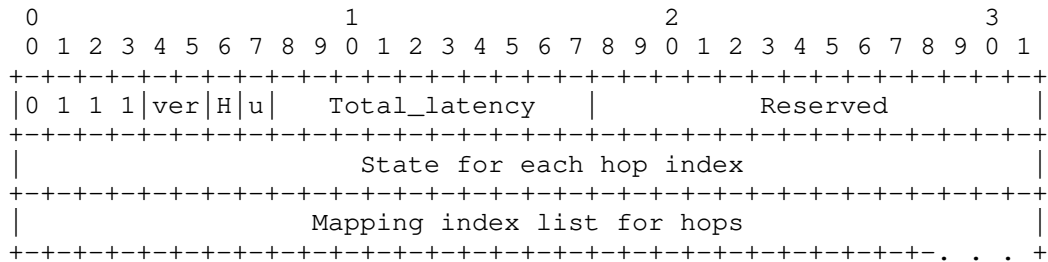 0                   1                   2                   3
 0 1 2 3 4 5 6 7 8 9 0 1 2 3 4 5 6 7 8 9 0 1 2 3 4 5 6 7 8 9 0 1
+-+-+-+-+-+-+-+-+-+-+-+-+-+-+-+-+-+-+-+-+-+-+-+-+-+-+-+-+-+-+-+-+
|0 1 1 1|ver|H|u|   Total_latency   |          Reserved         |
+-+-+-+-+-+-+-+-+-+-+-+-+-+-+-+-+-+-+-+-+-+-+-+-+-+-+-+-+-+-+-+-+
|                     State for each hop index                  |
+-+-+-+-+-+-+-+-+-+-+-+-+-+-+-+-+-+-+-+-+-+-+-+-+-+-+-+-+-+-+-+-+
|                  Mapping index list for hops                  |
+-+-+-+-+-+-+-+-+-+-+-+-+-+-+-+-+-+-+-+-+-+-+-+-+-+-+-+-+-. . . +